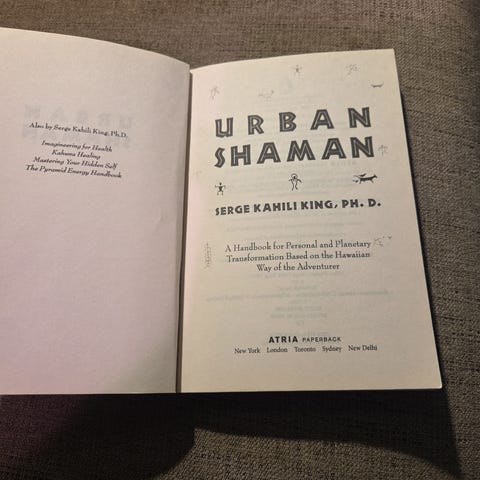 Also by Serge Kahili King, Ph.D.
Imagineering for Health
Kahuna Healing
Mastering Your Hidden Self
The Pyramid Energy Handbook
URBAN
SHAMAN
SERGE KAHILI KING, PH. D.
A Handbook for Personal and Planetary
Transformation Based on the Hawaiian
Way of the Adventurer
ATRIA PAPERBACK
New York London Toronto Sydney New Delhi